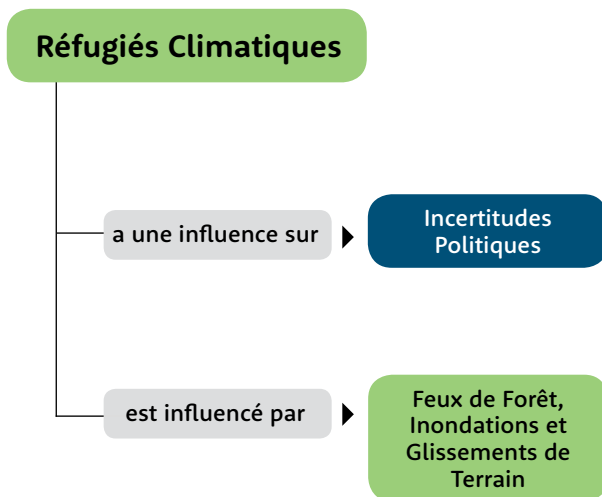 Réfugiés Climatiques
a une influence sur
Incertitudes
Politiques
est influencé par
Feux de Forêt,
Inondations et
Glissements de
Terrain